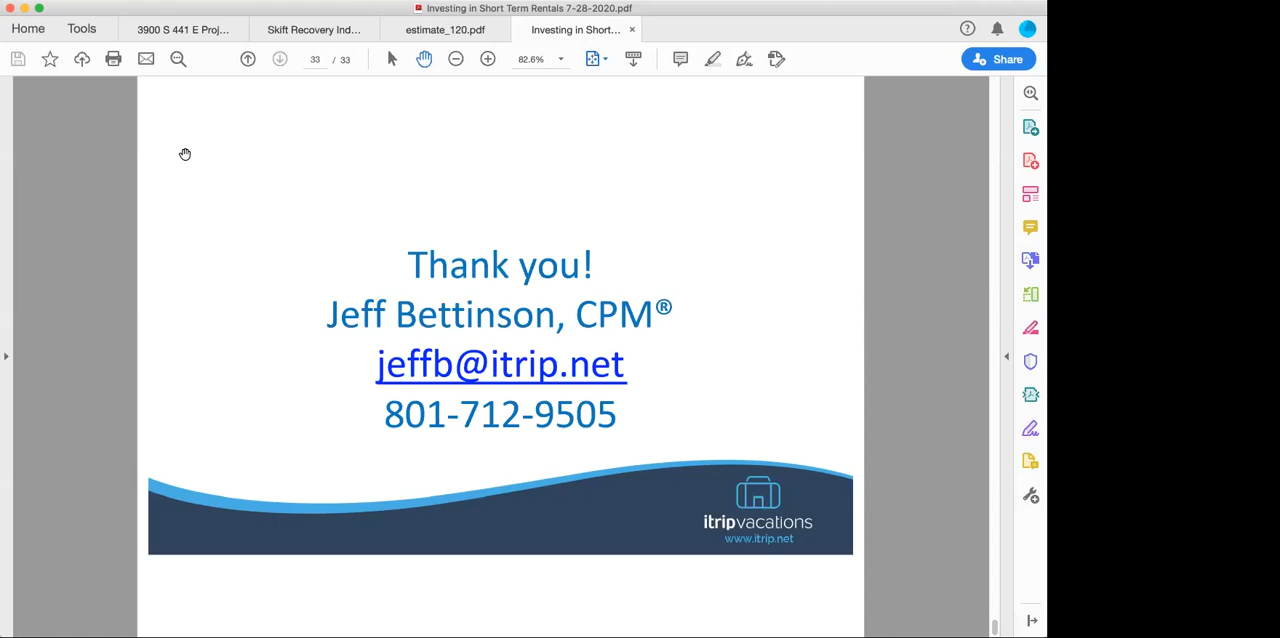 Investing in Short Term Rentals 7-28-2020.pdf
Home Tools 3900 S 441 E Proj... Skift Recovery Ind... estimate_120.pdf Investing in Short... ×
33 / 33 82.6% Share
Thank you!
Jeff Bettinson, CPM®
jeffb@itrip.net
801-712-9505
itripvacations
www.itrip.net